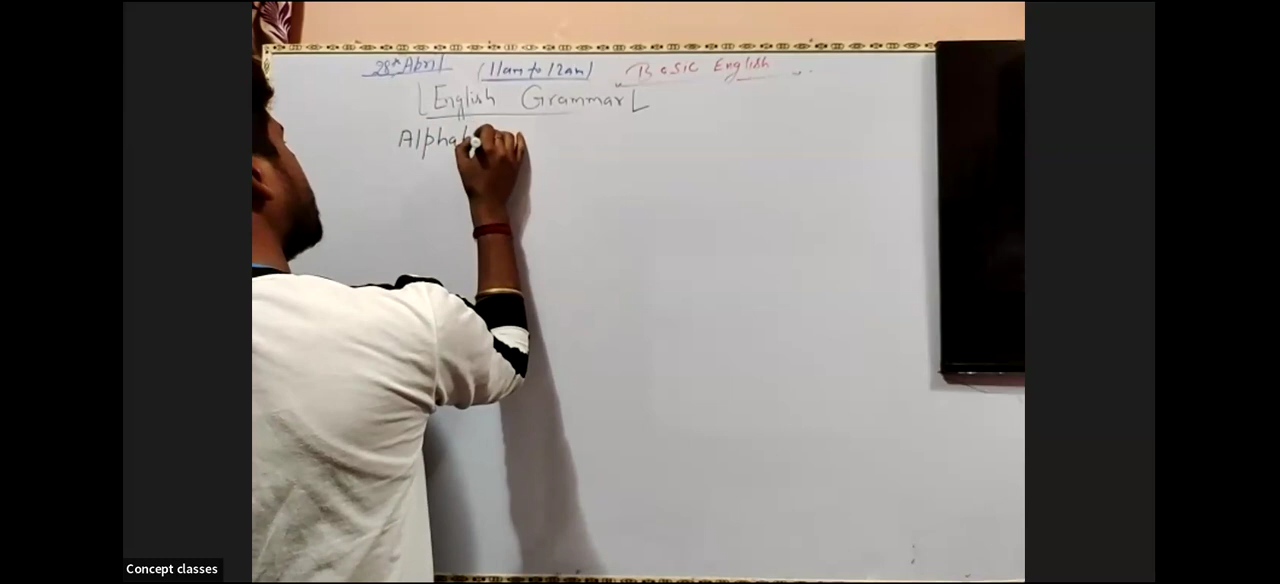 28th April (11am to 12am) Basic English
English Grammar
Alphab
Concept classes